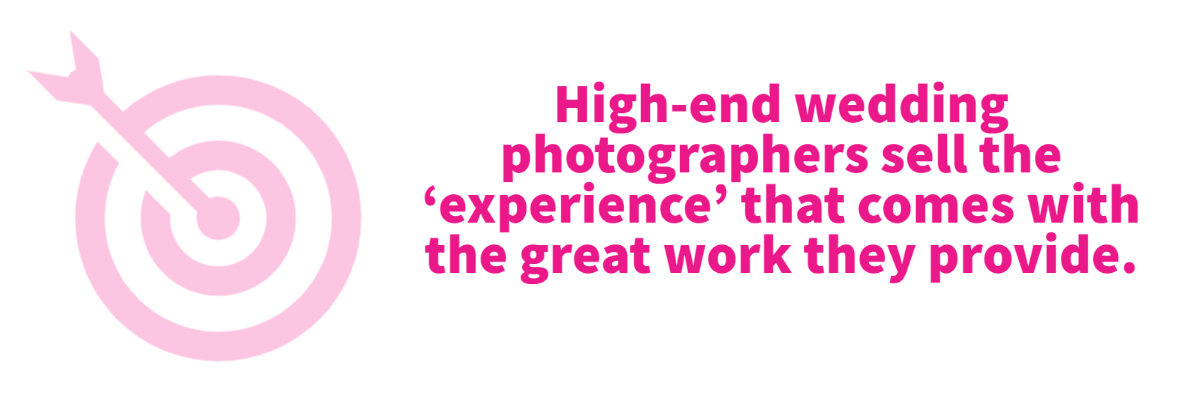 High-end wedding
photographers sell the
‘experience’ that comes with
the great work they provide.